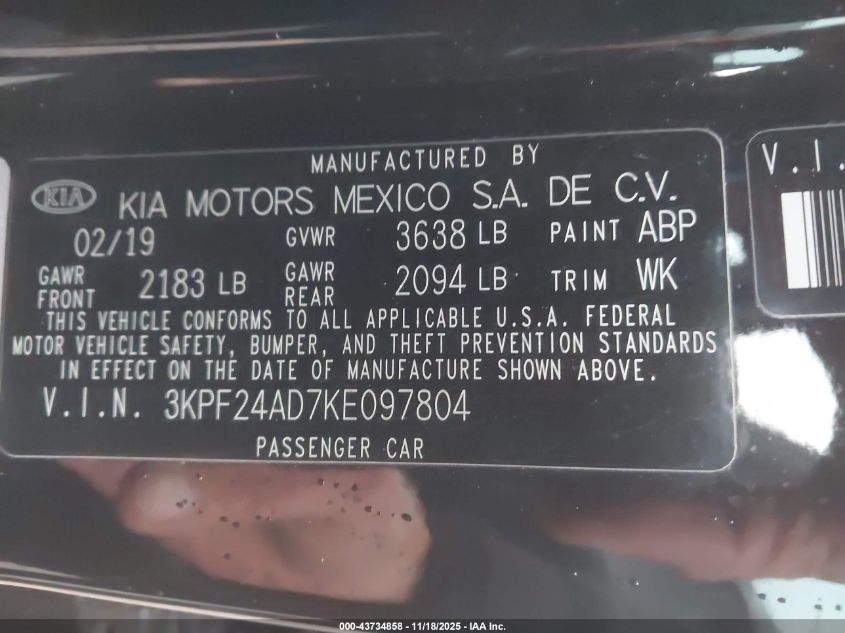 MANUFACTURED BY
KIA KIA MOTORS MEXICO S.A. DE C.V.
02/19 GVWR 3638 LB PAINT ABP
GAWR FRONT 2183 LB GAWR REAR 2094 LB TRIM WK
THIS VEHICLE CONFORMS TO ALL APPLICABLE U.S.A. FEDERAL
MOTOR VEHICLE SAFETY, BUMPER, AND THEFT PREVENTION STANDARDS
IN EFFECT ON THE DATE OF MANUFACTURE SHOWN ABOVE.
V.I.N. 3KPF24AD7KE097804
PASSENGER CAR
V.I.
000-43734858 - 11/18/2025 - IAA Inc.